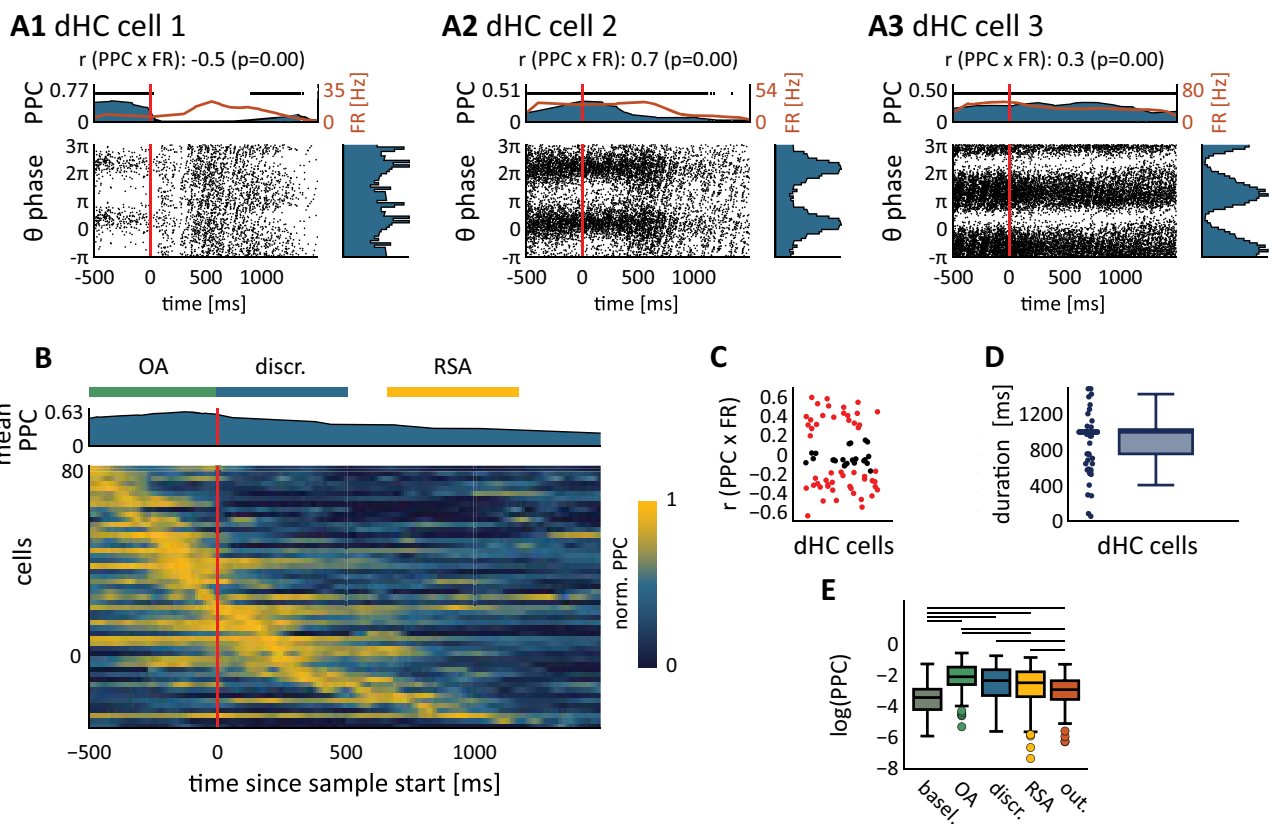 A1 dHC cell 1
r (PPC x FR): -0.5 (p=0.00)
PPC
0.77
0
35
0
FR [Hz]
θ phase
3π
2π
π
0
-π
-500 0 500 1000
time [ms]
A2 dHC cell 2
r (PPC x FR): 0.7 (p=0.00)
PPC
0.51
0
54
0
FR [Hz]
θ phase
3π
2π
π
0
-π
-500 0 500 1000
time [ms]
A3 dHC cell 3
r (PPC x FR): 0.3 (p=0.00)
PPC
0.50
0
80
0
FR [Hz]
θ phase
3π
2π
π
0
-π
-500 0 500 1000
time [ms]
B
OA discr. RSA
mean
PPC
0.63
0
cells
80
0
−500 0 500 1000
time since sample start [ms]
norm. PPC
1
0
C
r (PPC x FR)
0.6
0.4
0.2
0
−0.2
−0.4
−0.6
dHC cells
D
duration [ms]
1200
800
400
0
dHC cells
E
log(PPC)
0
−2
−4
−6
−8
basel. OA discr. RSA out.